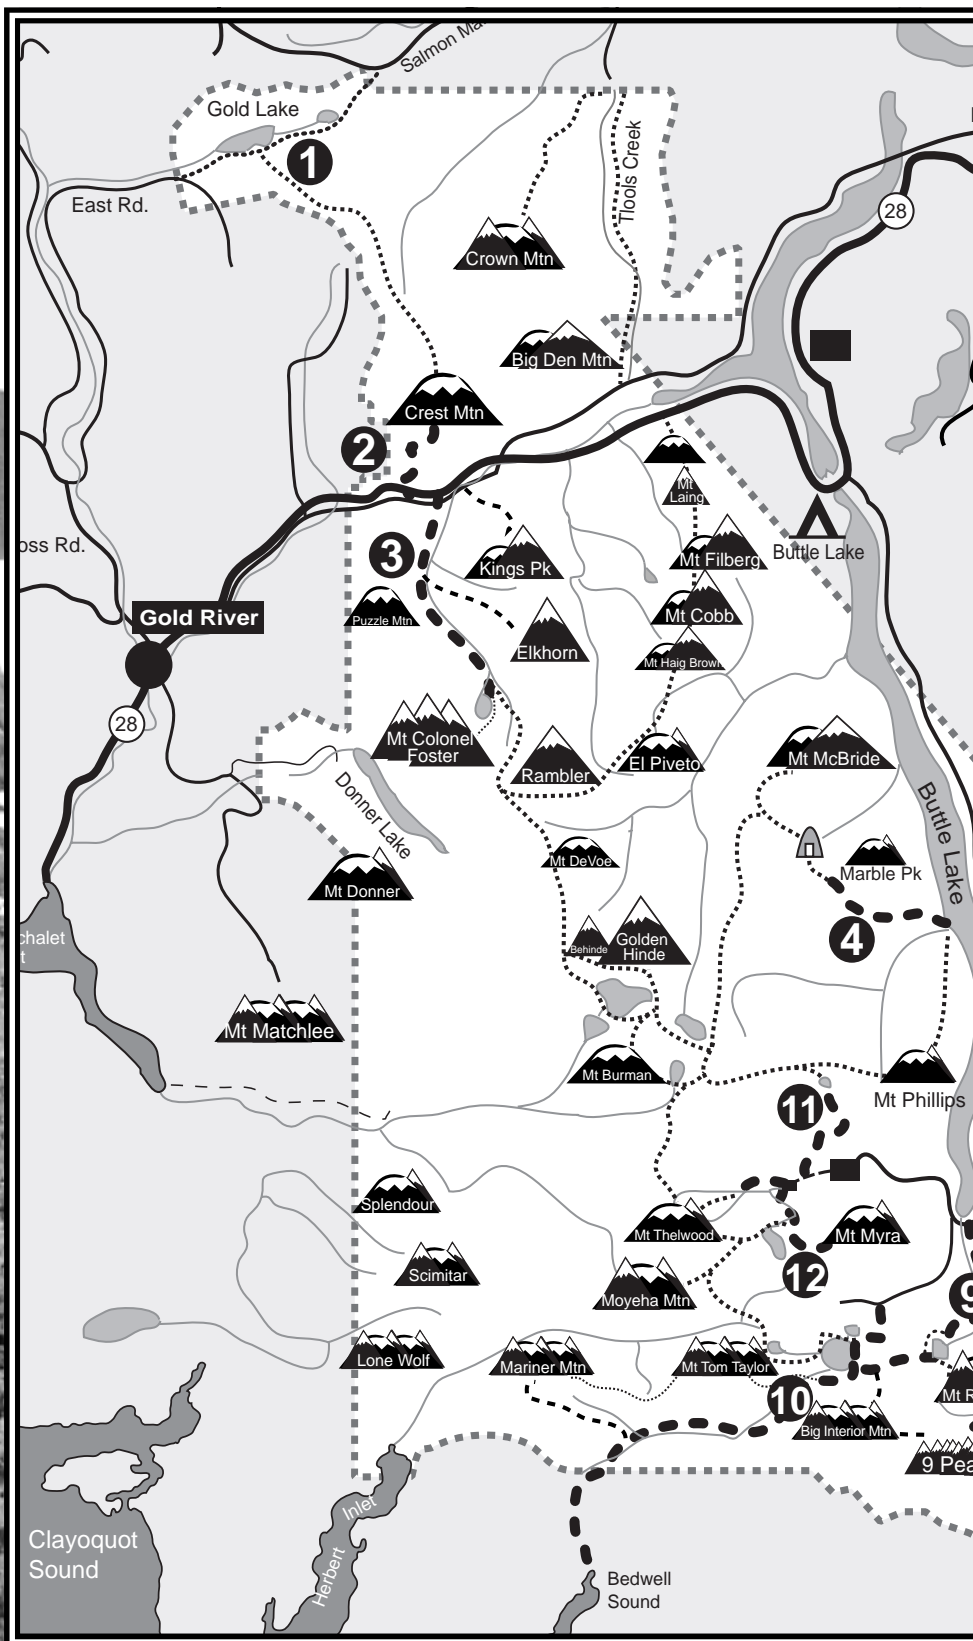 Salmon
Gold Lake
1
East Rd.
Tlools Creek
28
Crown Mtn
Big Den Mtn
Crest Mtn
2
Mt
Laing
oss Rd.
3
Kings Pk
Mt Filberg
Buttle Lake
Gold River
Puzzle Mtn
Mt Cobb
Elkhorn
Mt Haig Brown
28
Mt Colonel
Foster
Rambler
El Piveto
Mt McBride
Donner Lake
Buttle Lake
Mt DeVoe
Marble Pk
Mt Donner
4
chalet
t
Behinde
Golden
Hinde
Mt Matchlee
Mt Burman
Mt Phillips
11
Splendour
Mt Thelwood
Mt Myra
Scimitar
12
Moyeha Mtn
9
Lone Wolf
Mariner Mtn
Mt Tom Taylor
10
Mt R
Big Interior Mtn
9 Pea
Clayoquot
Sound
Herbert
Inlet
Bedwell
Sound